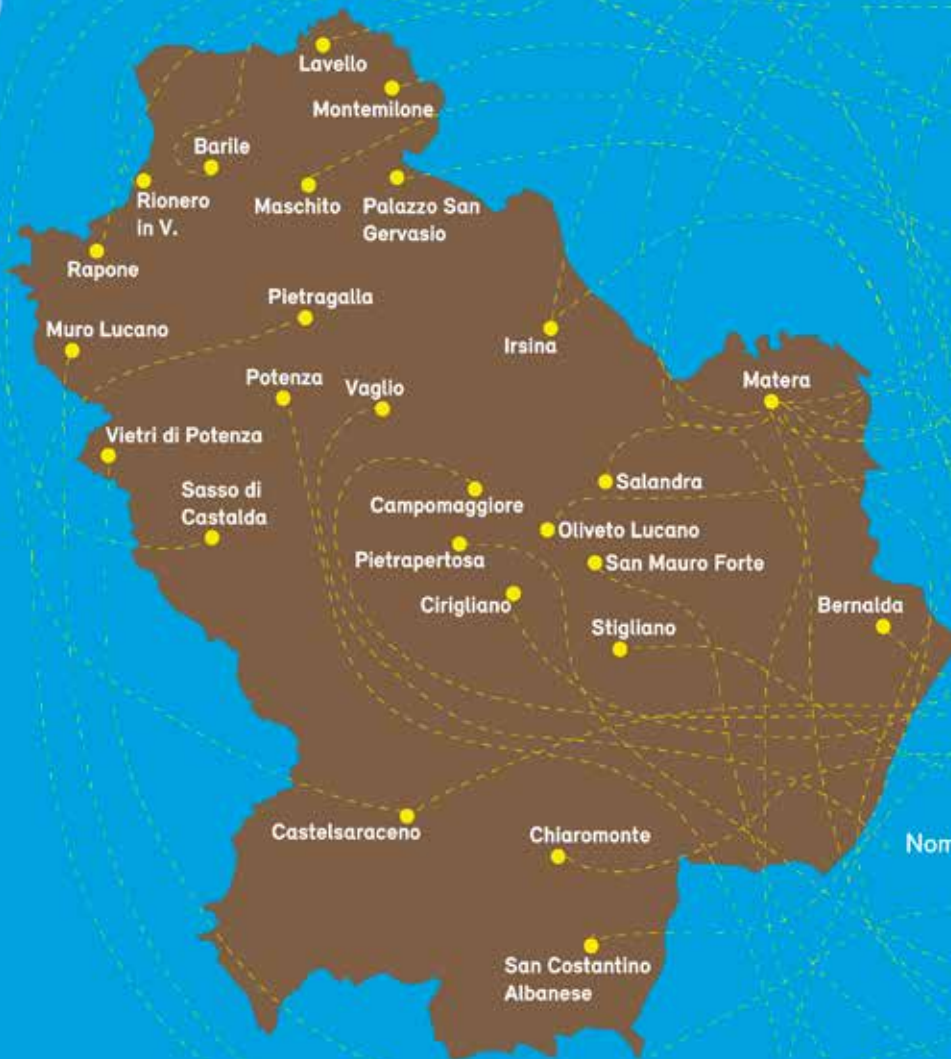 Lavello
Montemilone
Barile
Rionero
in V.
Maschito
Palazzo San
Gervasio
Rapone
Pietragalla
Muro Lucano
Irsina
Potenza
Vaglio
Matera
Vietri di Potenza
Sasso di
Castalda
Campomaggiore
Salandra
Oliveto Lucano
Pietrapertosa
San Mauro Forte
Cirigliano
Bernalda
Stigliano
Castelsaraceno
Chiaromonte
Nom
San Costantino
Albanese